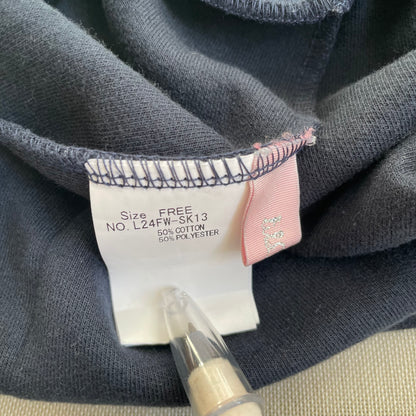 Size FREE
NO. L24FW-SK13
50% COTTON
50% POLYESTER